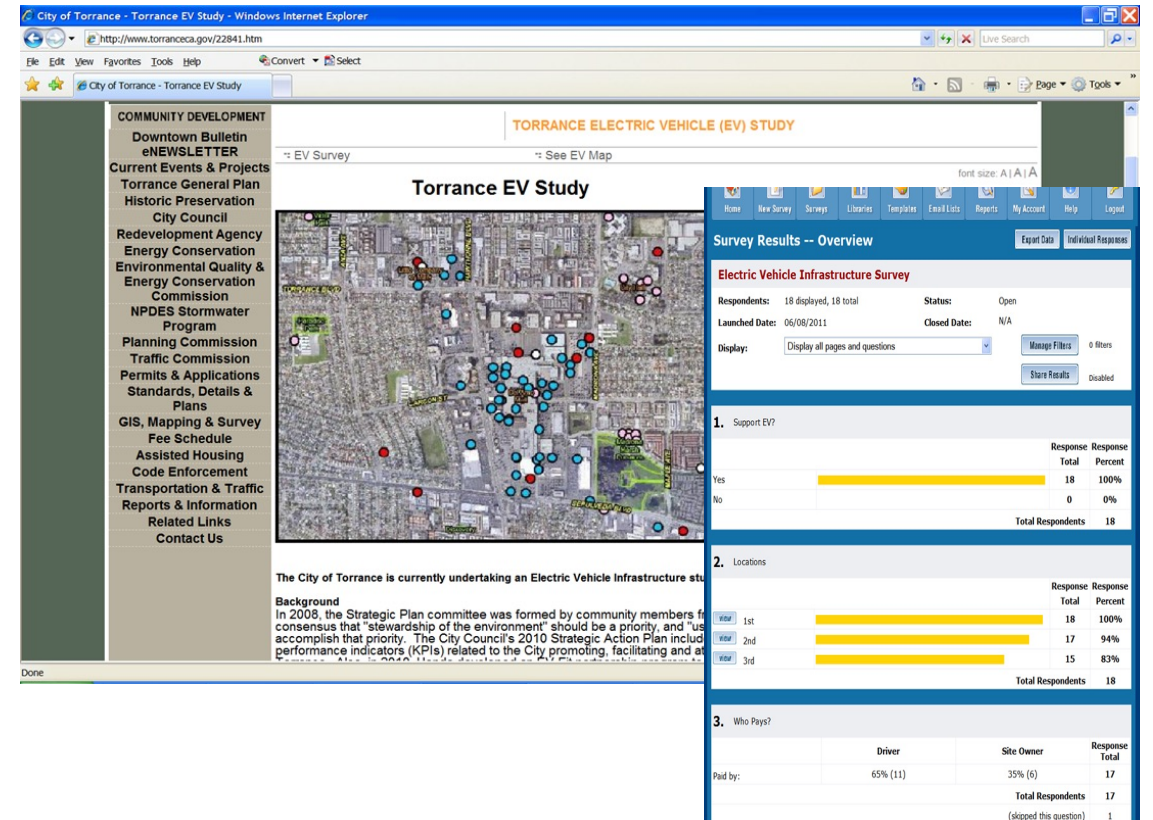 City of Torrance - Torrance EV Study - Windows Internet Explorer
http://www.torranceca.gov/22841.htm
Live Search
File Edit View Favorites Tools Help
Convert Select
City of Torrance - Torrance EV Study
Page Tools
COMMUNITY DEVELOPMENT
Downtown Bulletin
eNEWSLETTER
Current Events & Projects
Torrance General Plan
Historic Preservation
City Council
Redevelopment Agency
Energy Conservation
Environmental Quality &
Energy Conservation
Commission
NPDES Stormwater
Program
Planning Commission
Traffic Commission
Permits & Applications
Standards, Details &
Plans
GIS, Mapping & Survey
Fee Schedule
Assisted Housing
Code Enforcement
Transportation & Traffic
Reports & Information
Related Links
Contact Us
TORRANCE ELECTRIC VEHICLE (EV) STUDY
EV Survey
See EV Map
font size: A | A | A
Torrance EV Study
TORRANCE BLVD
CARSON ST
SEPULVEDA BLVD
The City of Torrance is currently undertaking an Electric Vehicle Infrastructure
Background
In 2008, the Strategic Plan committee was formed by community members
consensus that "stewardship of the environment" should be a priority, and
accomplish that priority. The City Council's 2010 Strategic Action Plan
performance indicators (KPIs) related to the City promoting, facilitating and
Done
Home New Survey Surveys Libraries Templates Email Lists Reports My Account Help Logout
Survey Results -- Overview
Export Data
Individual Responses
Electric Vehicle Infrastructure Survey
Respondents: 18 displayed, 18 total Status: Open
Launched Date: 06/08/2011 Closed Date: N/A
Display: Display all pages and questions
Manage Filters 0 filters
Share Results Disabled
1. Support EV?
Response Response
Total Percent
Yes 18 100%
No 0 0%
Total Respondents 18
2. Locations
Response Response
Total Percent
view 1st 18 100%
view 2nd 17 94%
view 3rd 15 83%
Total Respondents 18
3. Who Pays?
Driver Site Owner Response
Total
Paid by: 65% (11) 35% (6) 17
Total Respondents 17
(skipped this question) 1